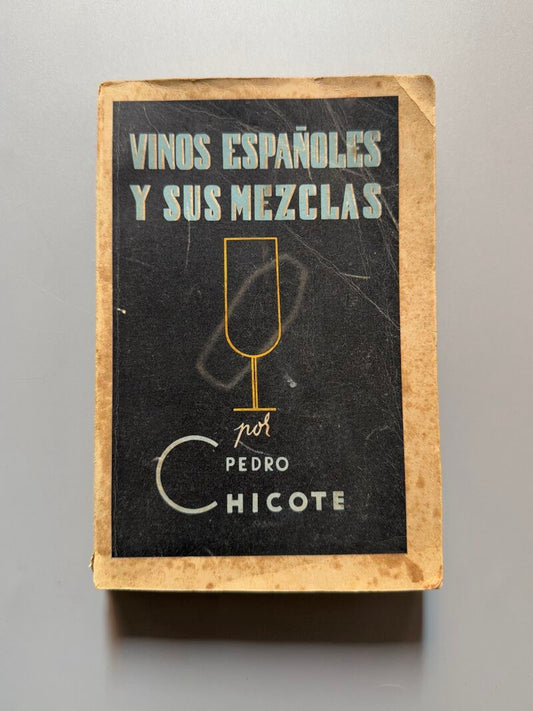 VINOS ESPAÑOLES
Y SUS MEZCLAS
por
PEDRO
CHICOTE